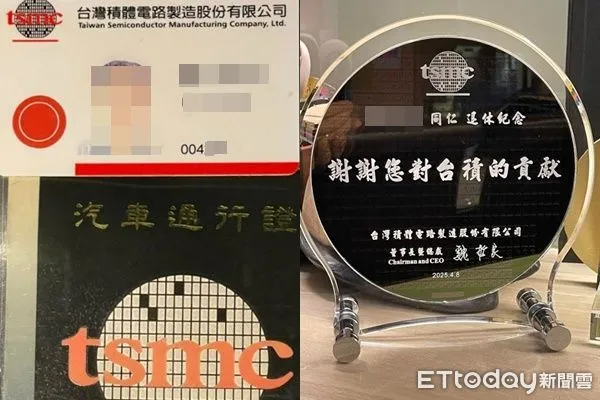 tsmc
台灣積體電路製造股份有限公司
Taiwan Semiconductor Manufacturing Company, Ltd.
004
汽車通行證
tsmc
tsmc
同仁 退休紀念
謝謝您對台積的貢獻
台灣積體電路製造股份有限公司
董事長暨總裁
Chairman and CEO
魏哲家
2025.4.8
ETtoday新聞雲